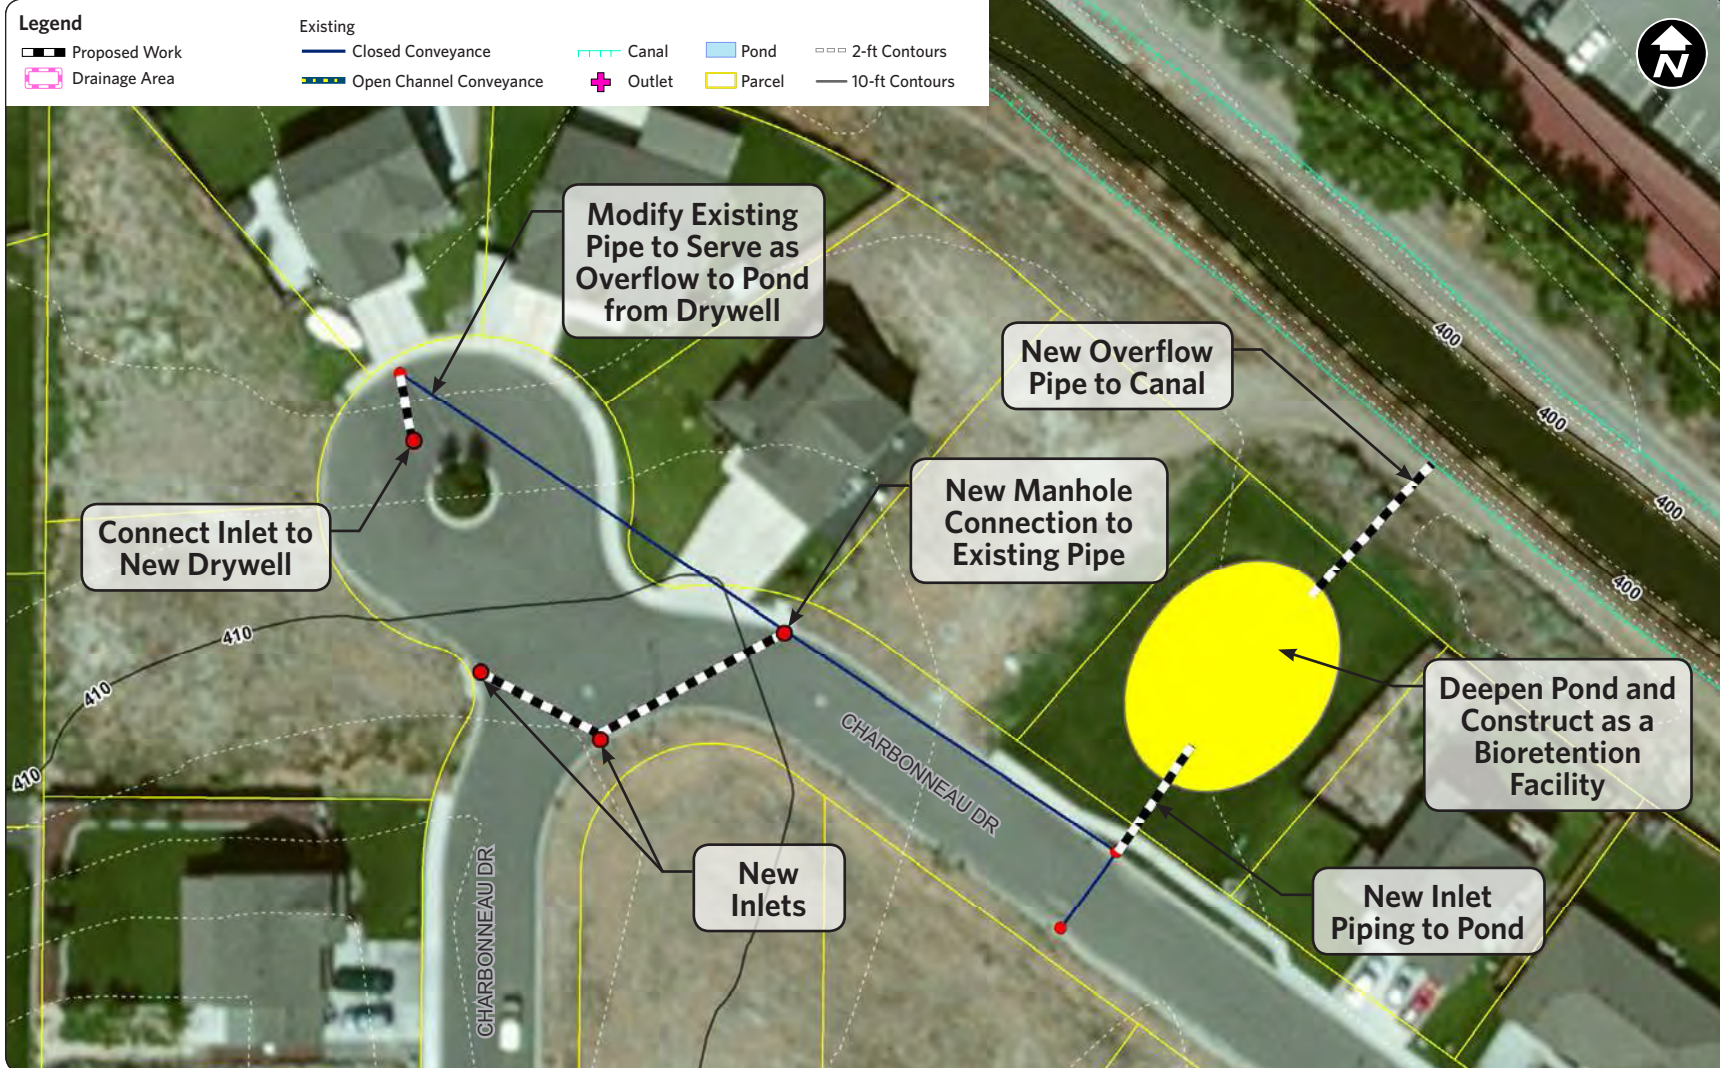 Legend
Proposed Work
Drainage Area
Existing
Closed Conveyance
Open Channel Conveyance
Canal
Outlet
Pond
Parcel
2-ft Contours
10-ft Contours
N
Modify Existing
Pipe to Serve as
Overflow to Pond
from Drywell
New Overflow
Pipe to Canal
400
400
400
400
New Manhole
Connection to
Existing Pipe
Connect Inlet to
New Drywell
410
410
410
Deepen Pond and
Construct as a
Bioretention
Facility
CHARBONNEAU DR
CHARBONNEAU DR
New
Inlets
New Inlet
Piping to Pond